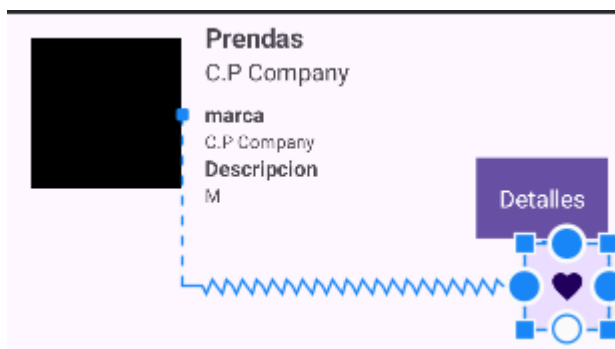 Prendas
C.P Company
marca
C.P Company
Descripcion
M
Detalles